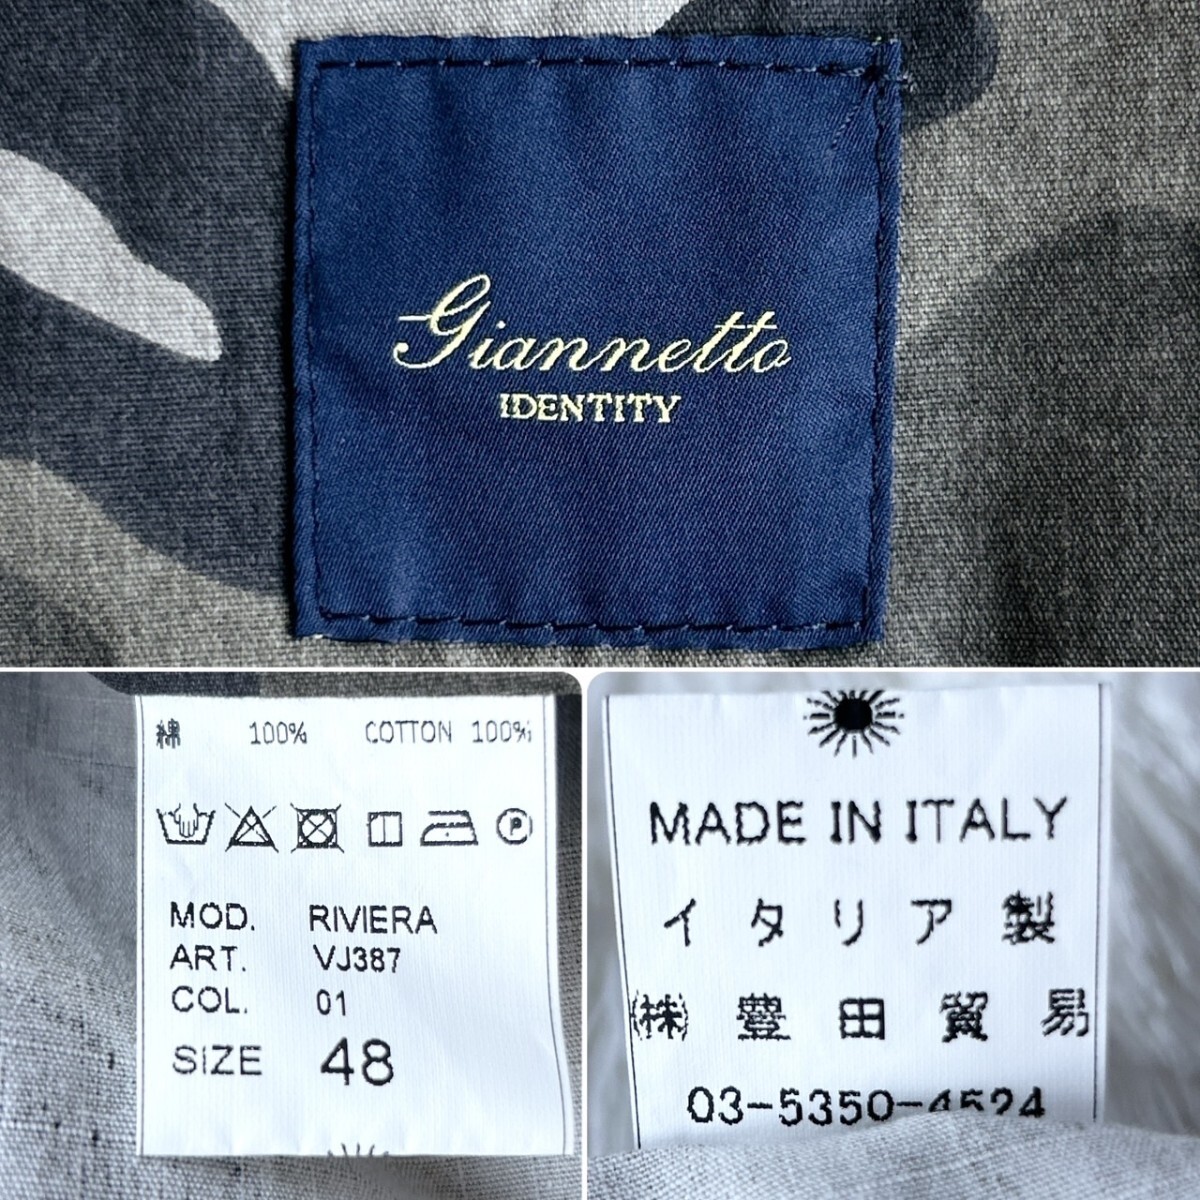 Giannetto
IDENTITY
綿 100% COTTON 100%
P
MOD. RIVIERA
ART. VJ387
COL. 01
SIZE 48
MADE IN ITALY
イタリア製
(株) 豊田貿易
03-5350-4524